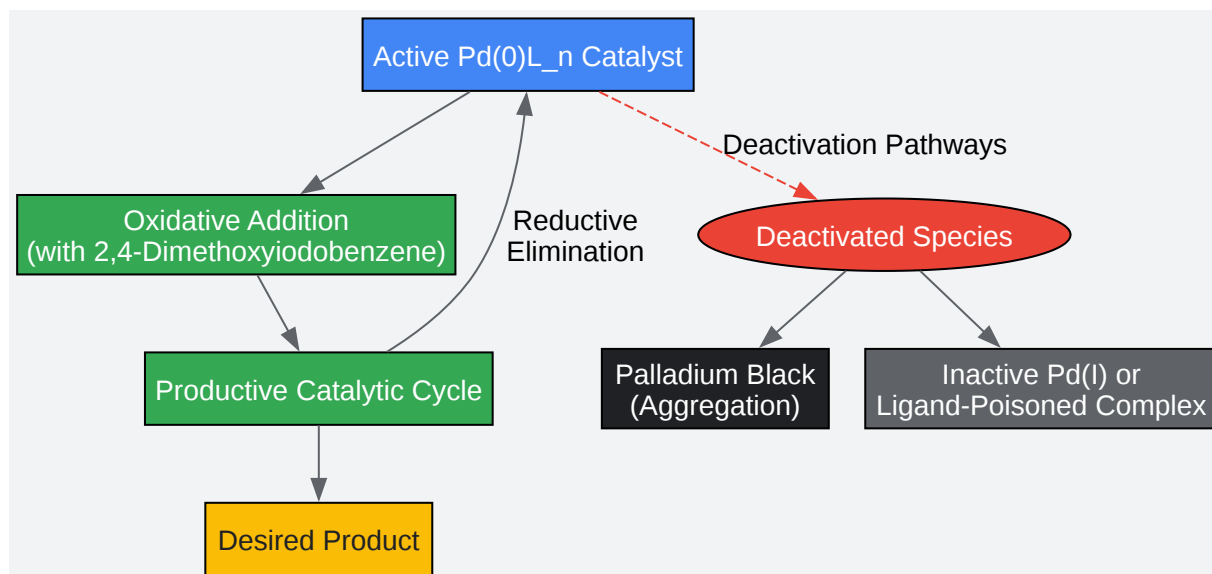 Active Pd(0)L_n Catalyst
Deactivation Pathways
Oxidative Addition
(with 2,4-Dimethoxyiodobenzene)
Reductive
Elimination
Deactivated Species
Productive Catalytic Cycle
Palladium Black
(Aggregation)
Inactive Pd(I) or
Ligand-Poisoned Complex
Desired Product